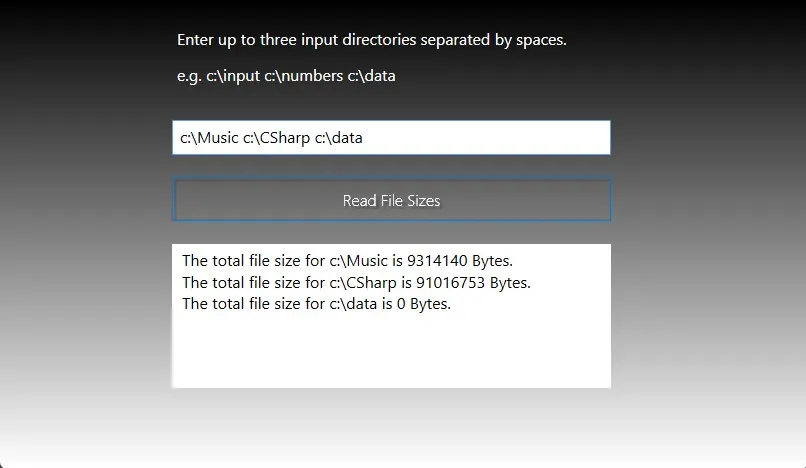 Enter up to three input directories separated by spaces.
e.g. c:\input c:\numbers c:\data
c:\Music c:\CSharp c:\data
Read File Sizes
The total file size for c:\Music is 9314140 Bytes.
The total file size for c:\CSharp is 91016753 Bytes.
The total file size for c:\data is 0 Bytes.